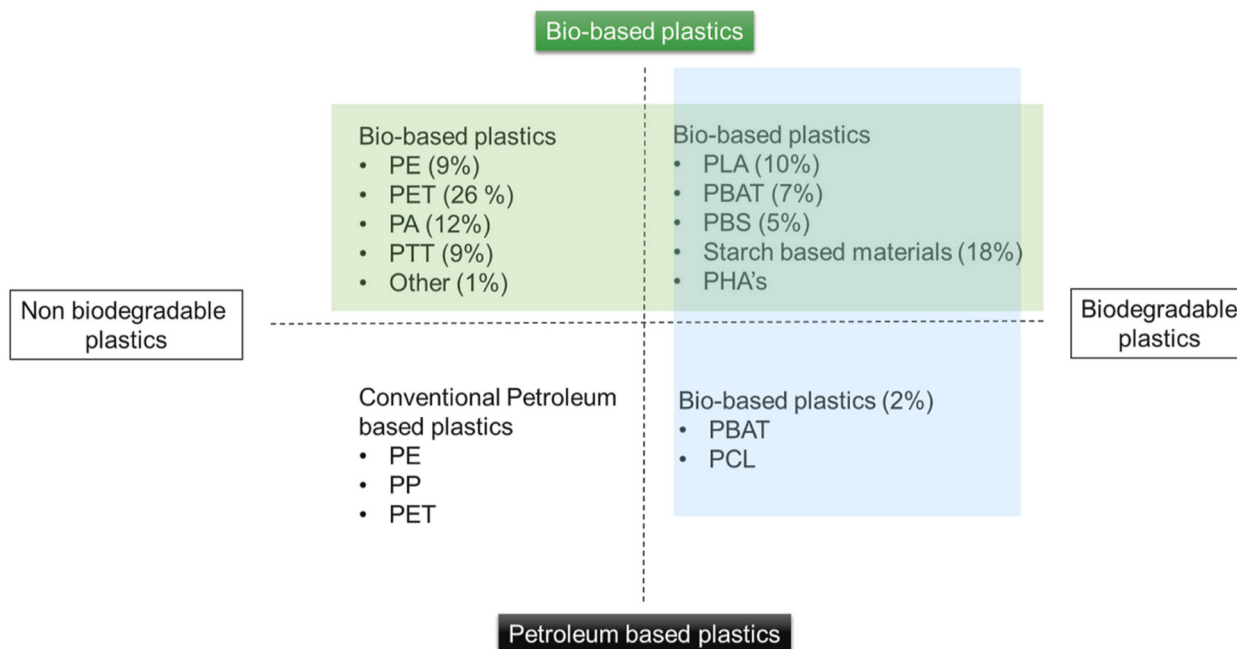 Bio-based plastics
Bio-based plastics
• PE (9%)
• PET (26 %)
• PA (12%)
• PTT (9%)
• Other (1%)
Bio-based plastics
• PLA (10%)
• PBAT (7%)
• PBS (5%)
• Starch based materials (18%)
• PHA's
Non biodegradable
plastics
Biodegradable
plastics
Conventional Petroleum
based plastics
• PE
• PP
• PET
Bio-based plastics (2%)
• PBAT
• PCL
Petroleum based plastics